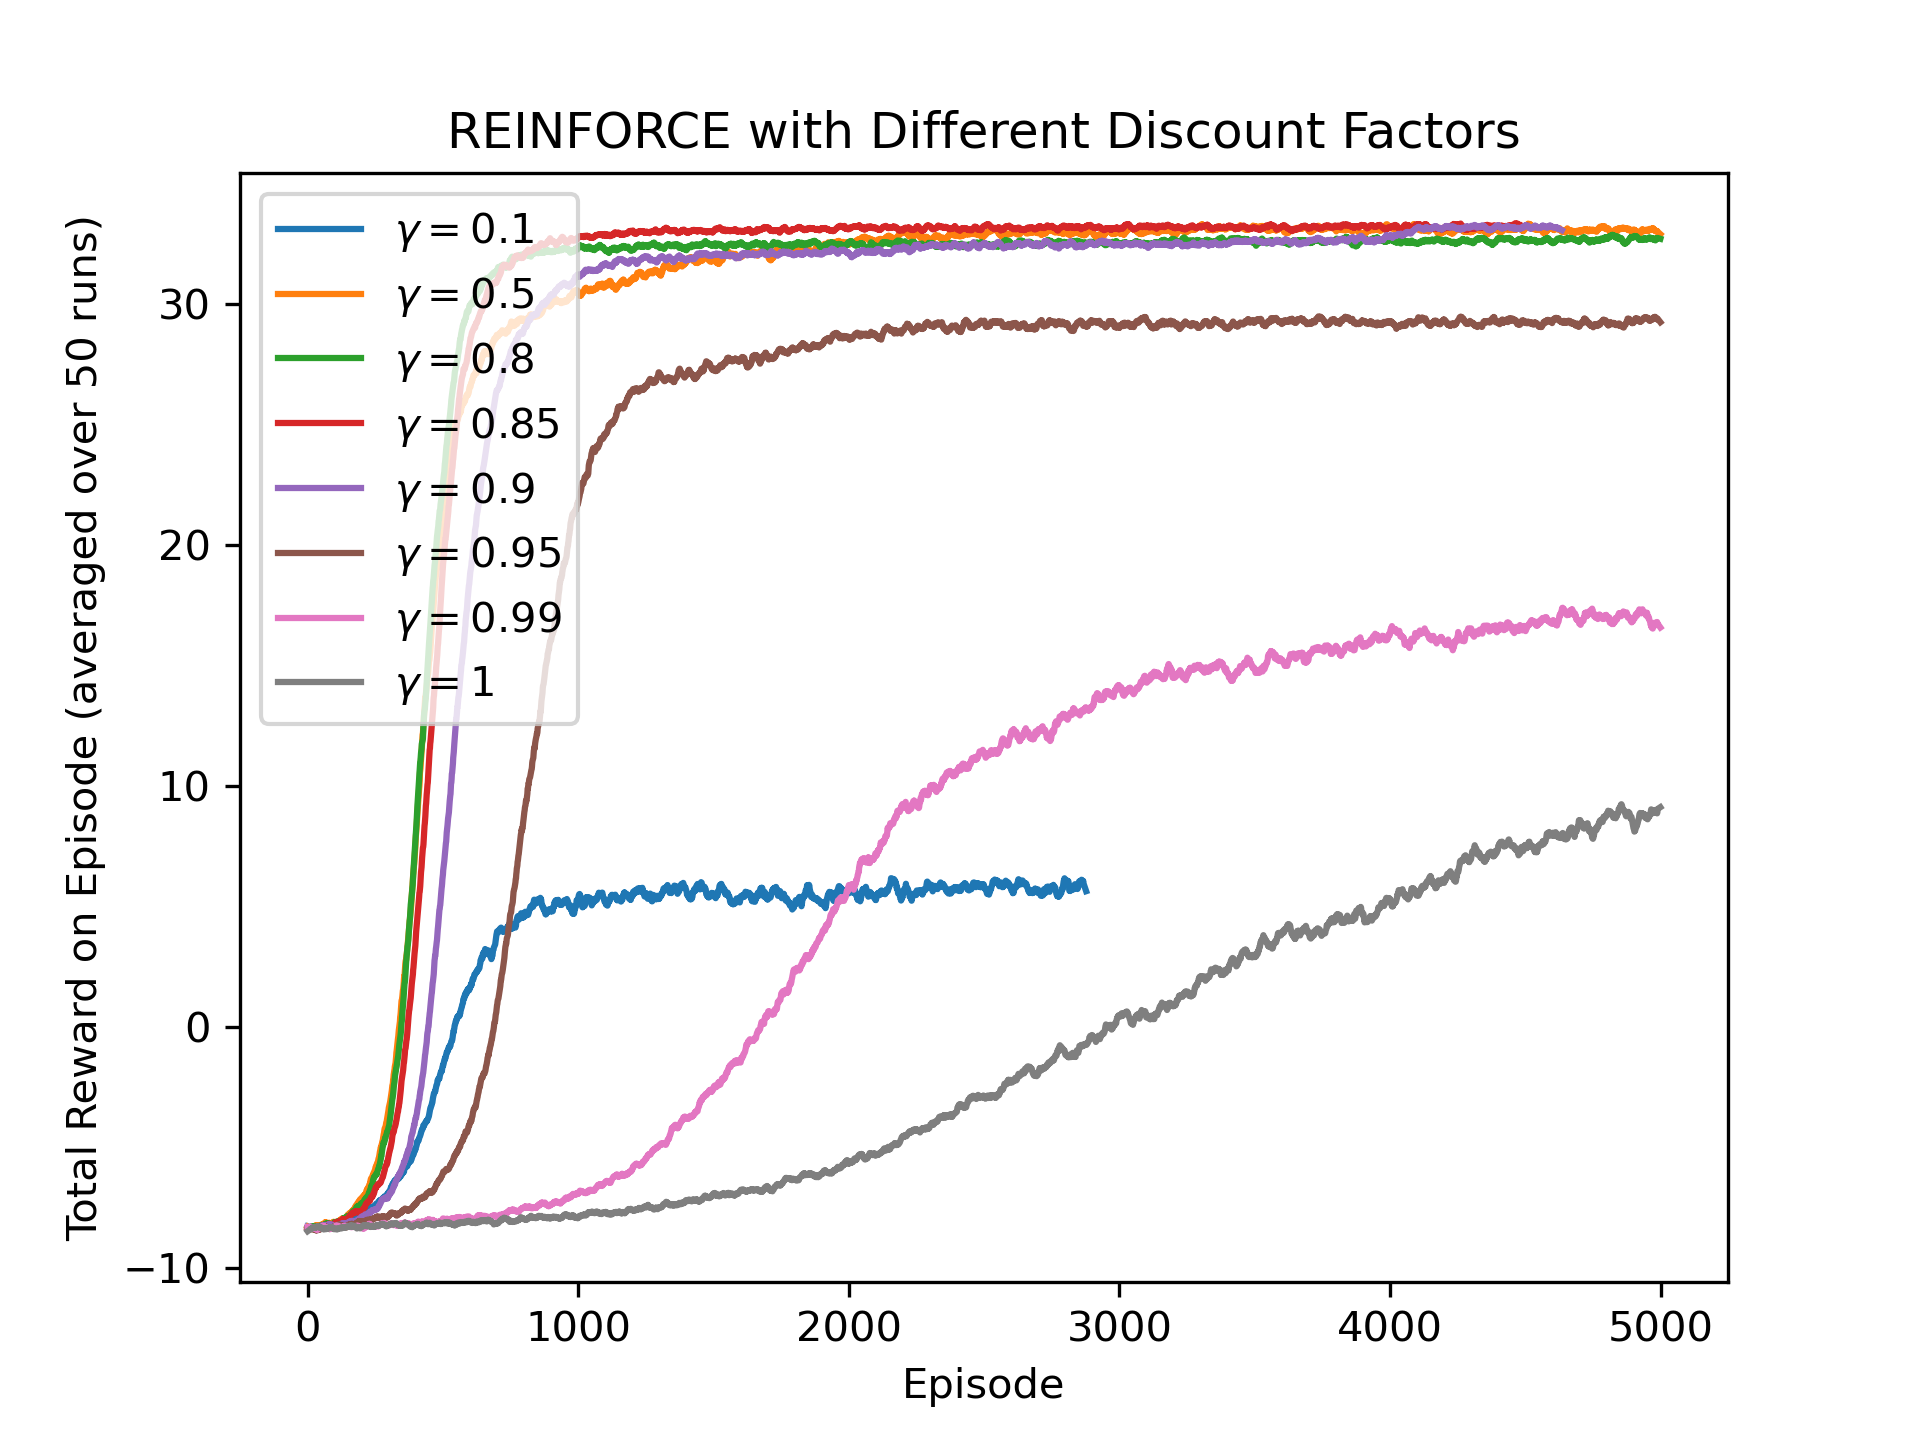 REINFORCE with Different Discount Factors
Total Reward on Episode (averaged over 50 runs)
30
20
10
0
−10
γ = 0.1
γ = 0.5
γ = 0.8
γ = 0.85
γ = 0.9
γ = 0.95
γ = 0.99
γ = 1
0 1000 2000 3000 4000 5000
Episode